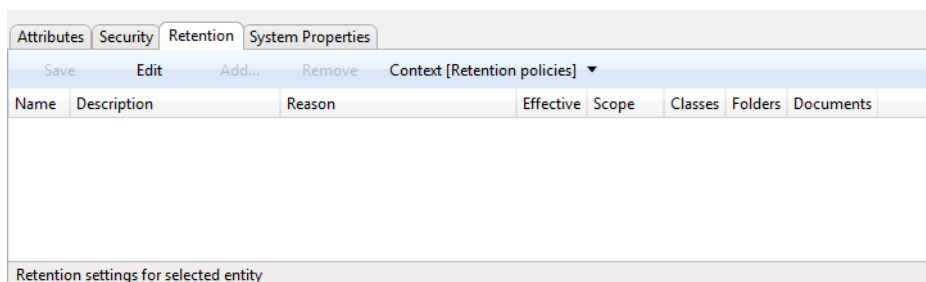 Attributes Security Retention System Properties
Save Edit Add... Remove Context [Retention policies]
Name Description Reason Effective Scope Classes Folders Documents
Retention settings for selected entity